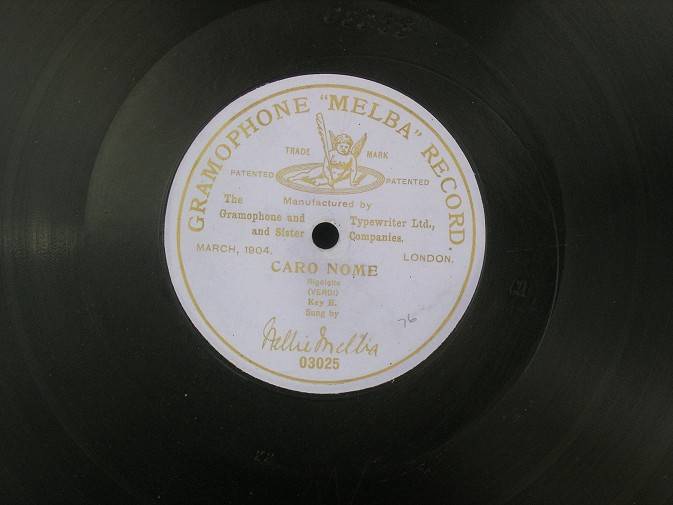 GRAMOPHONE "MELBA" RECORD.
TRADE MARK
PATENTED PATENTED
Manufactured by
The Gramophone and Typewriter Ltd.,
and Sister Companies.
MARCH, 1904. LONDON.
CARO NOME
Rigoletto
(VERDI)
Key E.
Sung by
Nellie Melba
03025
76